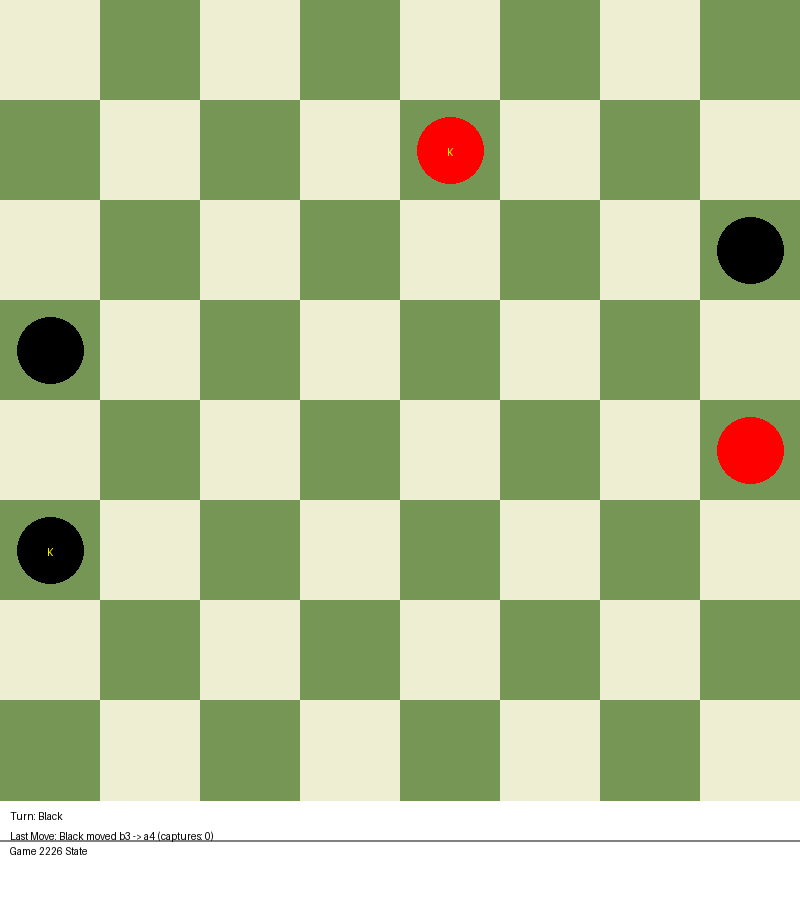 K
K
Turn: Black
Last Move: Black moved b3 -> a4 (captures: 0)
Game 2226 State